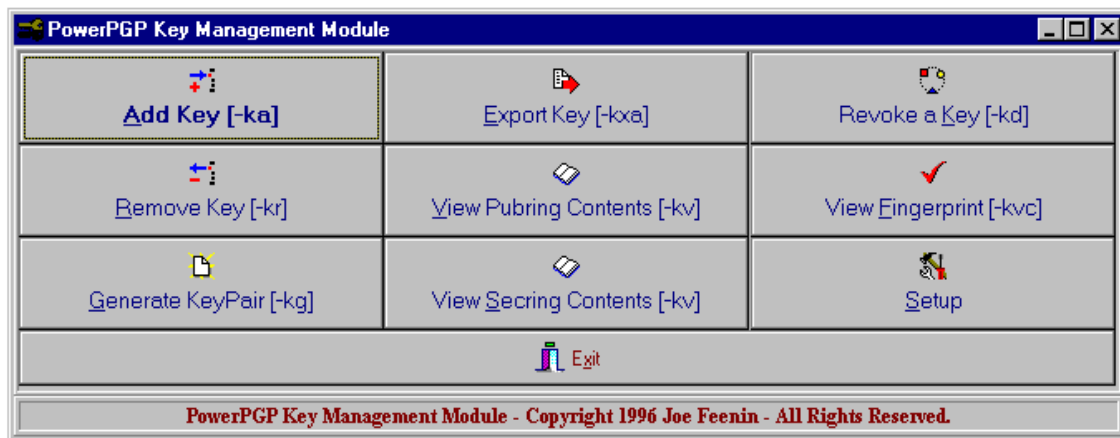 PowerPGP Key Management Module
Add Key [-ka]
Export Key [-kxa]
Revoke a Key [-kd]
Remove Key [-kr]
View Pubring Contents [-kv]
View Fingerprint [-kvc]
Generate KeyPair [-kg]
View Secring Contents [-kv]
Setup
Exit
PowerPGP Key Management Module - Copyright 1996 Joe Feenin - All Rights Reserved.